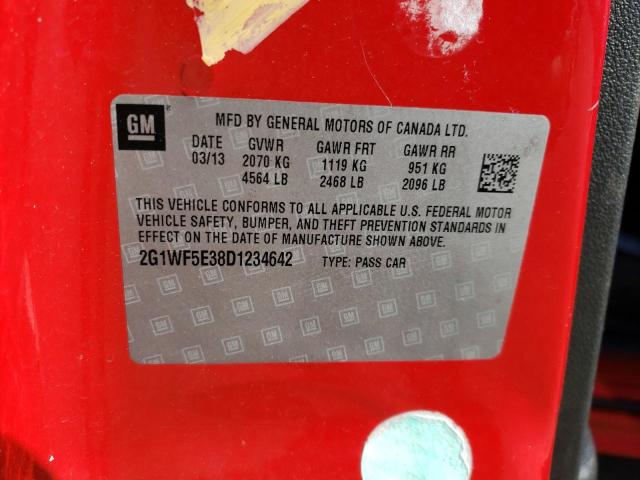 GM
MFD BY GENERAL MOTORS OF CANADA LTD.
DATE GVWR GAWR FRT GAWR RR
03/13 2070 KG 1119 KG 951 KG
4564 LB 2468 LB 2096 LB
THIS VEHICLE CONFORMS TO ALL APPLICABLE U.S. FEDERAL MOTOR
VEHICLE SAFETY, BUMPER, AND THEFT PREVENTION STANDARDS IN
EFFECT ON THE DATE OF MANUFACTURE SHOWN ABOVE.
2G1WF5E38D1234642 TYPE: PASS CAR